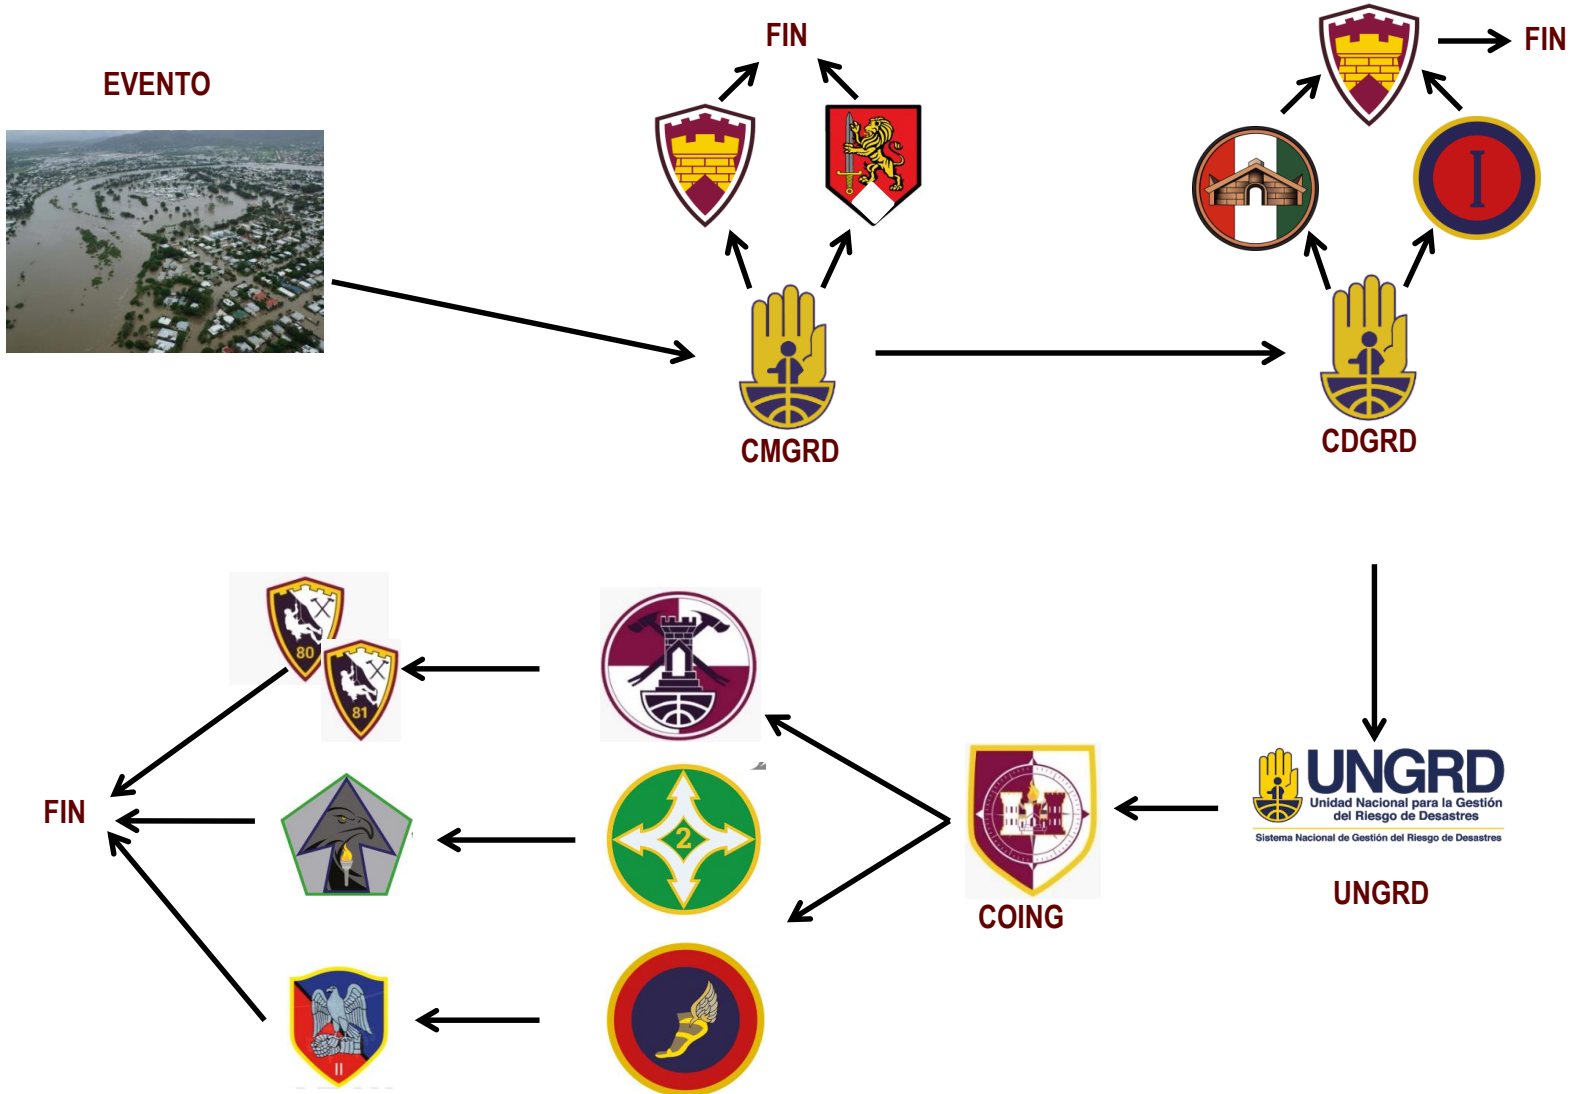 FIN
FIN
EVENTO
I
CMGRD
CDGRD
80
81
2
UNGRD
Unidad Nacional para la Gestión
del Riesgo de Desastres
Sistema Nacional de Gestión del Riesgo de Desastres
FIN
UNGRD
COING
II